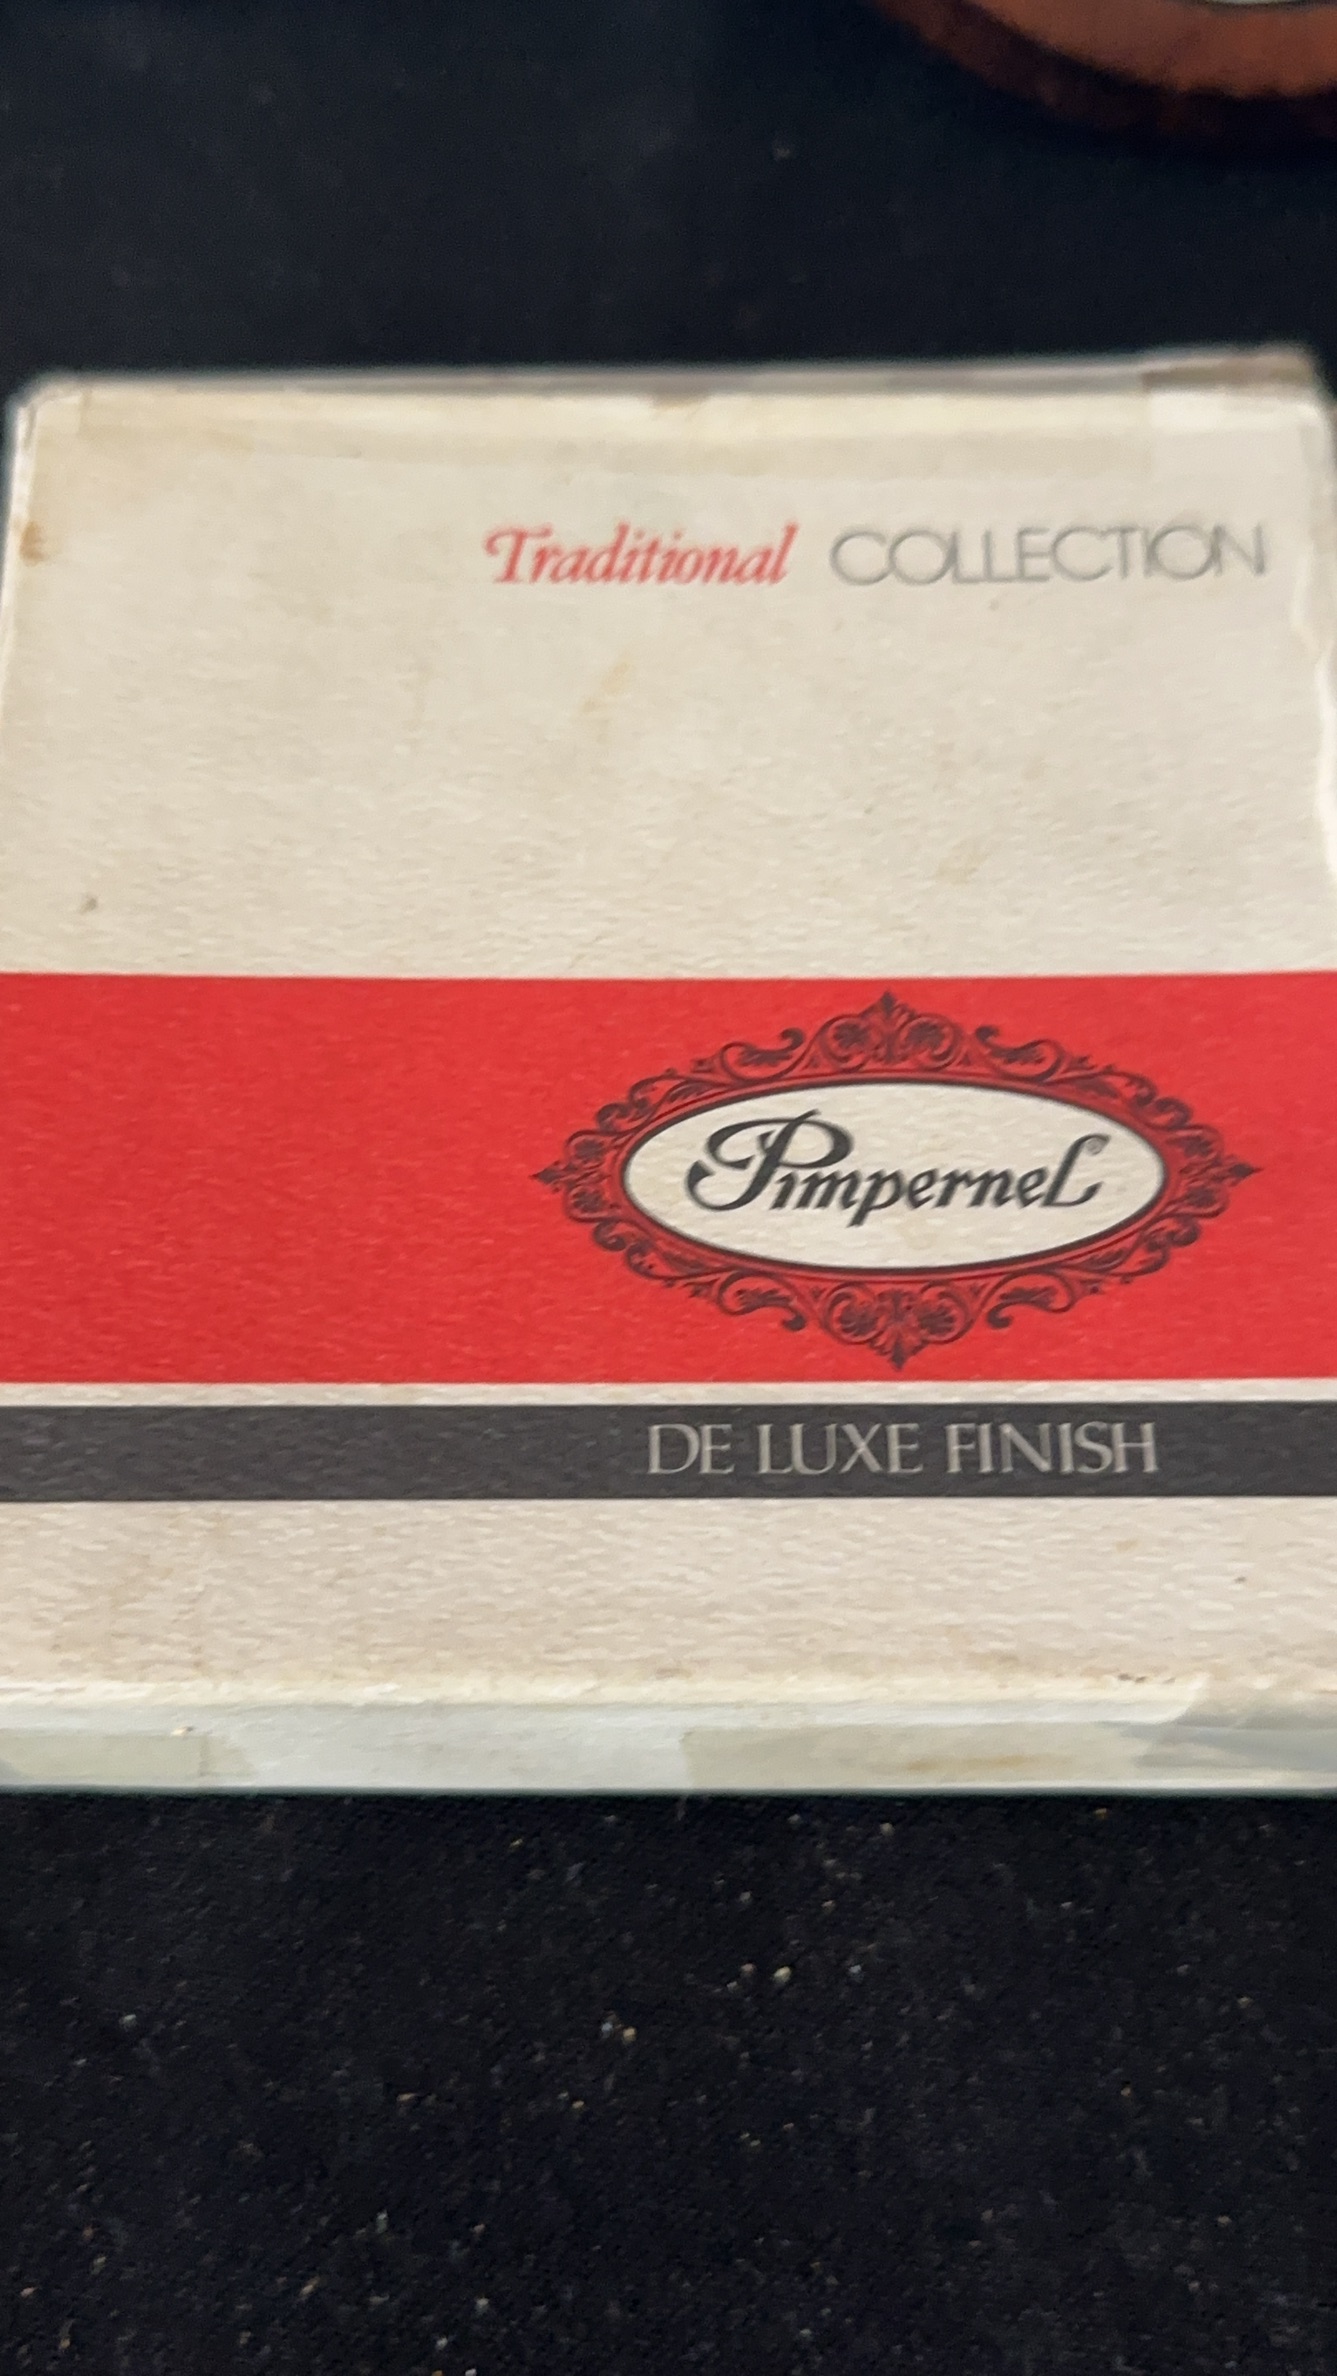 Traditional COLLECTION
Pimpernel®
DE LUXE FINISH